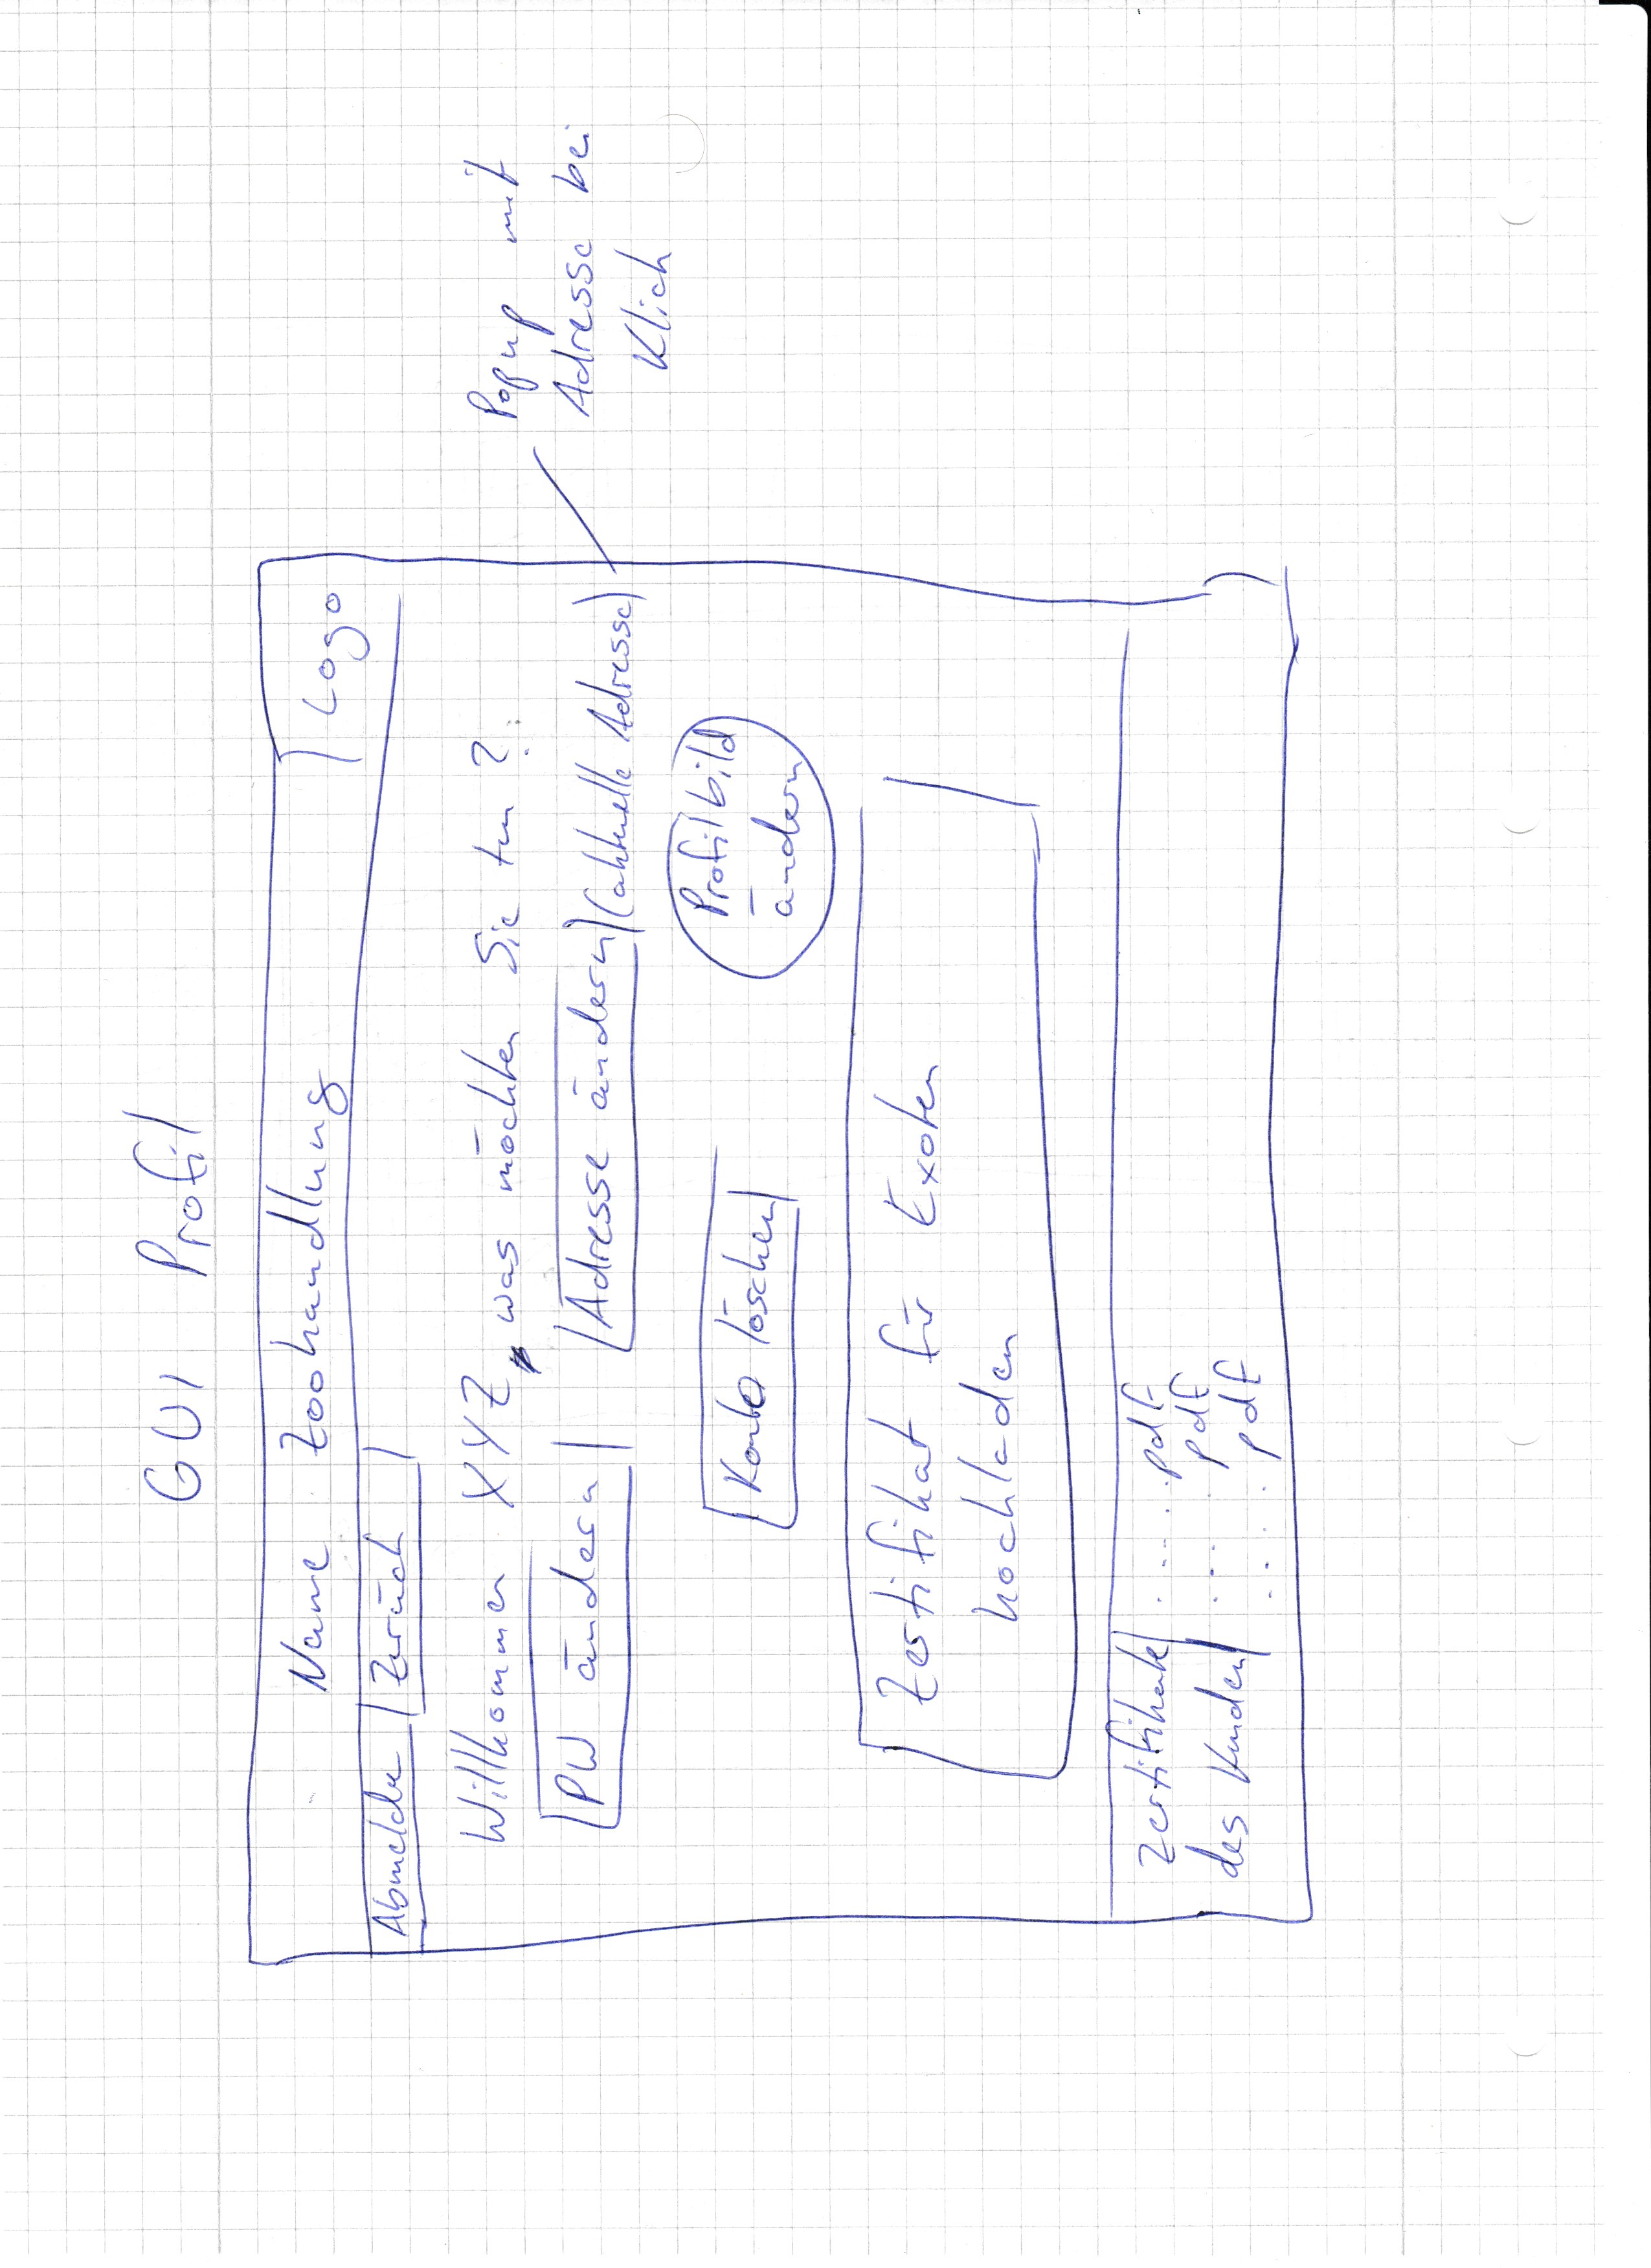 GUI Profil
Name Zoohandlung
Logo
Abmelden
Zurück
Willkommen XYZ, was möchten Sie tun?
PW ändern
Adresse ändern
(aktuelle Adresse)
Popup mit
Adresse bei
Klick
Konto löschen
Profilbild
ändern
Zertifikat für Exoten
hochladen
Zertifikate ..... pdf
des Kunden ... pdf
... . pdf